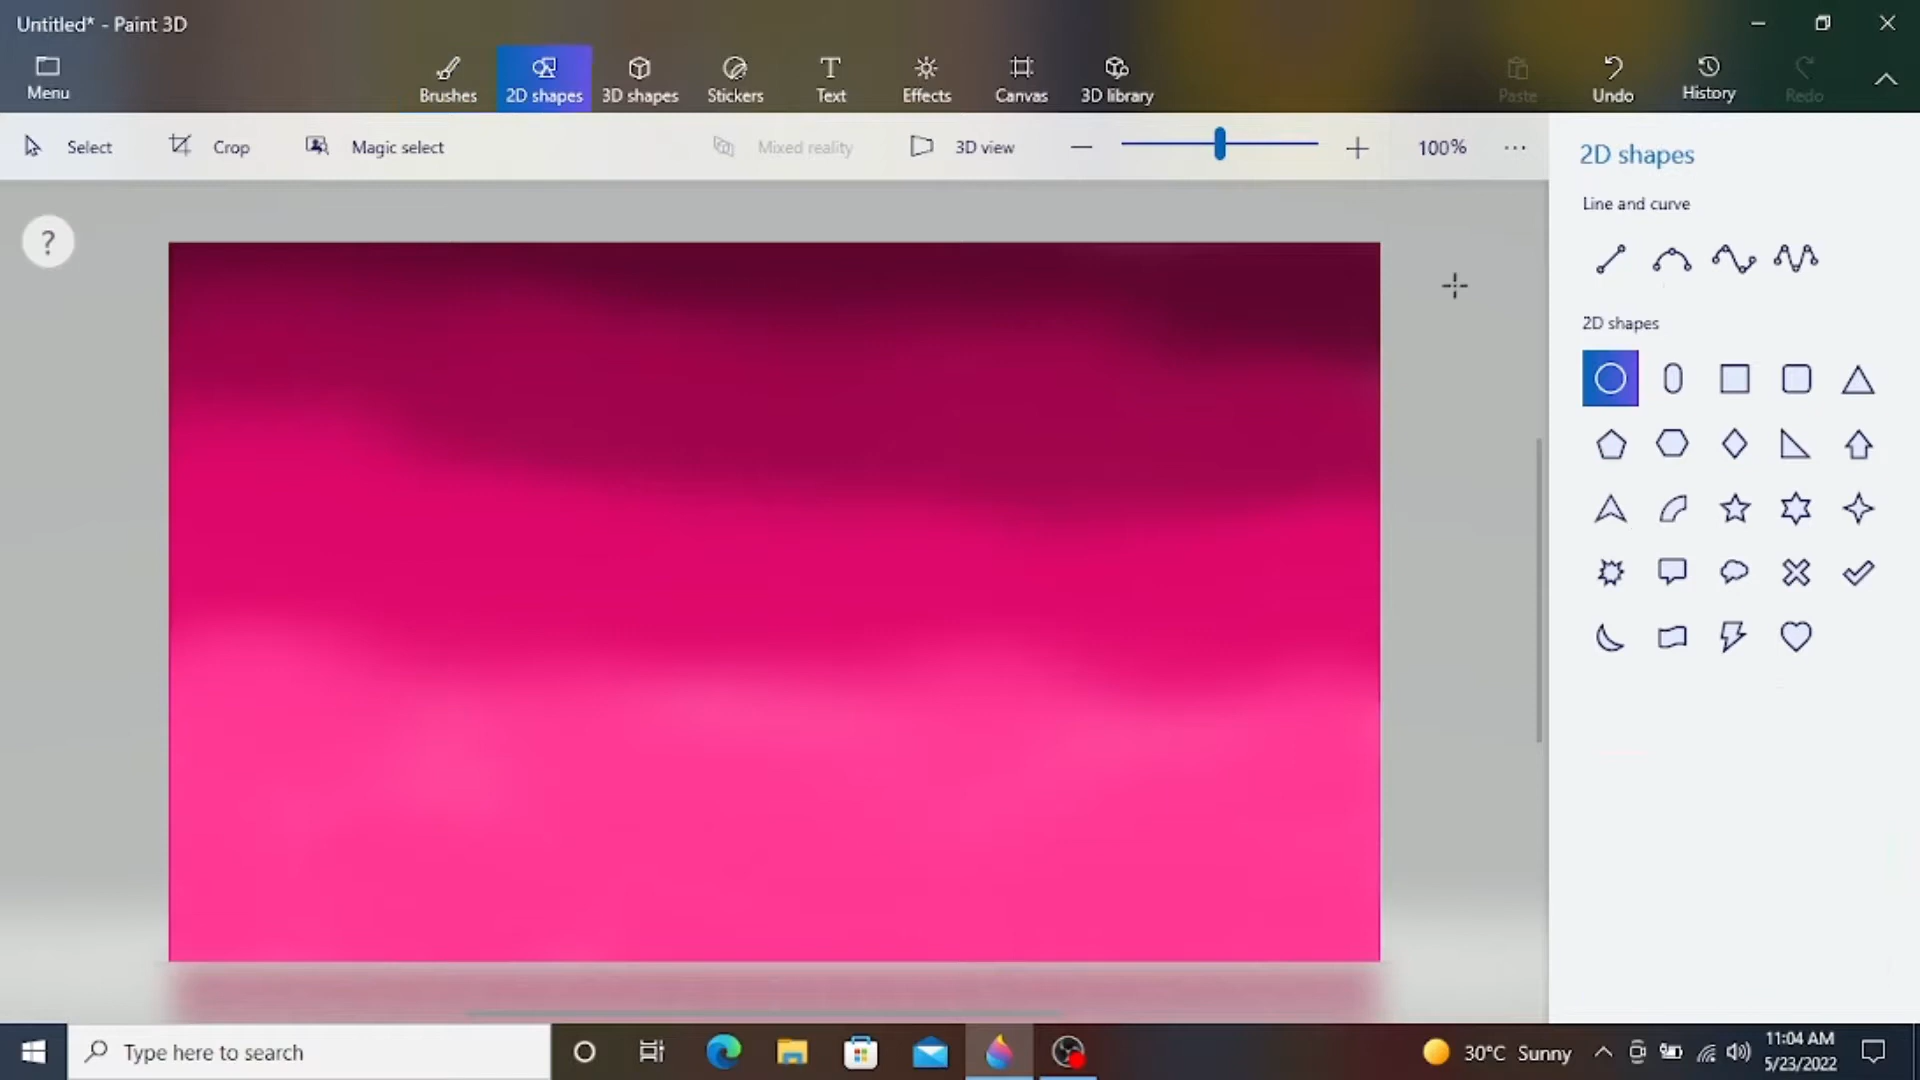 Untitled* - Paint 3D
Menu
Brushes
2D shapes
3D shapes
Stickers
Text
Effects
Canvas
3D library
Paste
Undo
History
Redo
Select
Crop
Magic select
Mixed reality
3D view
100%
2D shapes
Line and curve
2D shapes
Type here to search
30°C Sunny
11:04 AM
5/23/2022